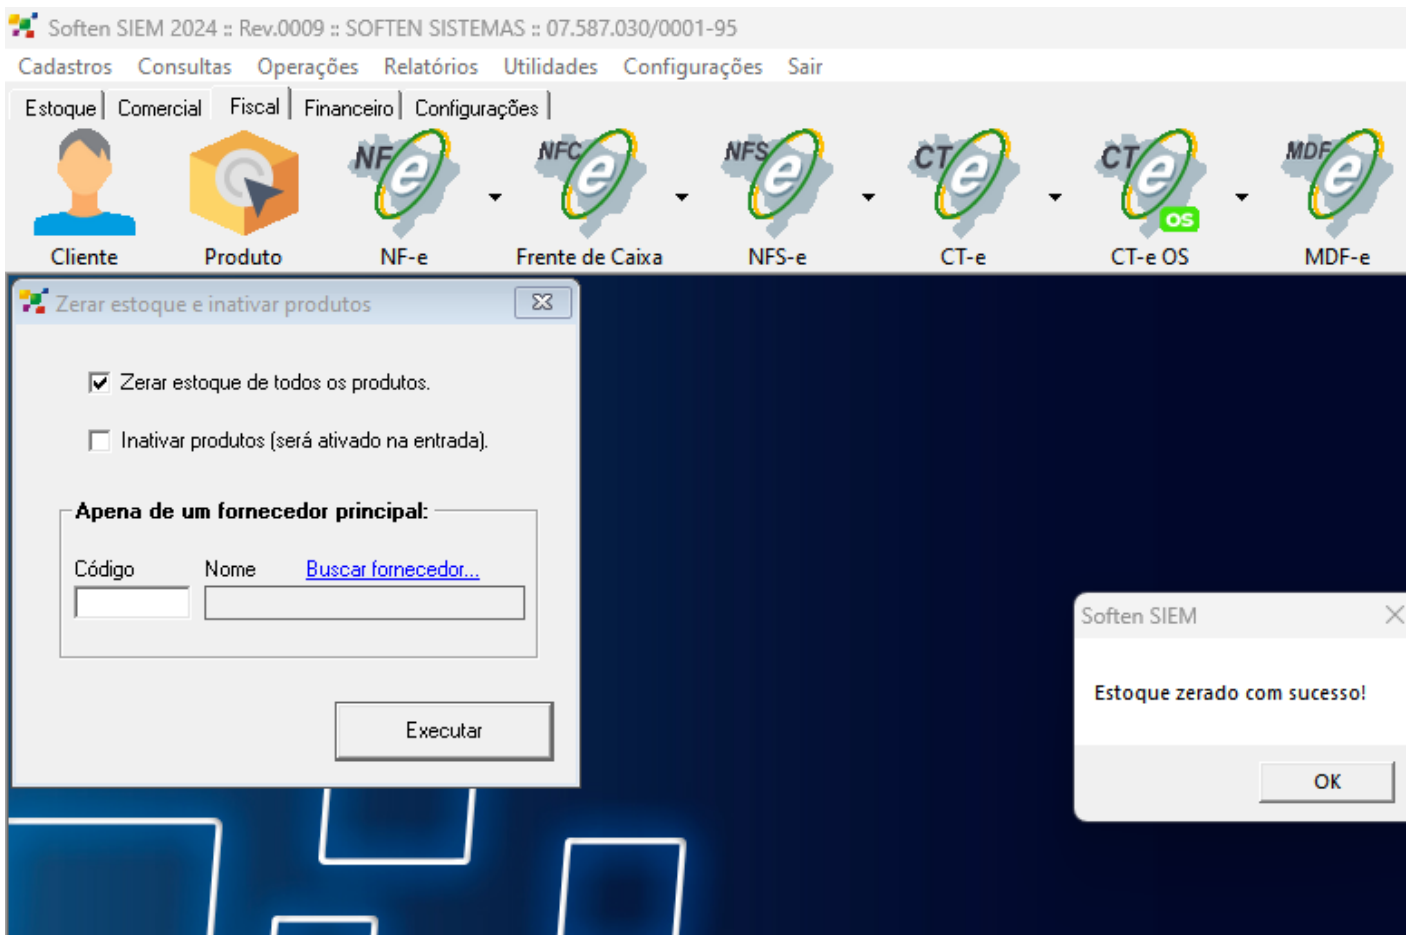 Soften SIEM 2024 :: Rev.0009 :: SOFTEN SISTEMAS :: 07.587.030/0001-95
Cadastros Consultas Operações Relatórios Utilidades Configurações Sair
Estoque Comercial Fiscal Financeiro Configurações
NF e NFC e NFS e CT e CT e OS MDF e
Cliente Produto NF-e Frente de Caixa NFS-e CT-e CT-e OS MDF-e
Zerar estoque e inativar produtos
Zerar estoque de todos os produtos.
Inativar produtos (será ativado na entrada).
Apena de um fornecedor principal:
Código Nome Buscar fornecedor...
Executar
Soften SIEM
Estoque zerado com sucesso!
OK